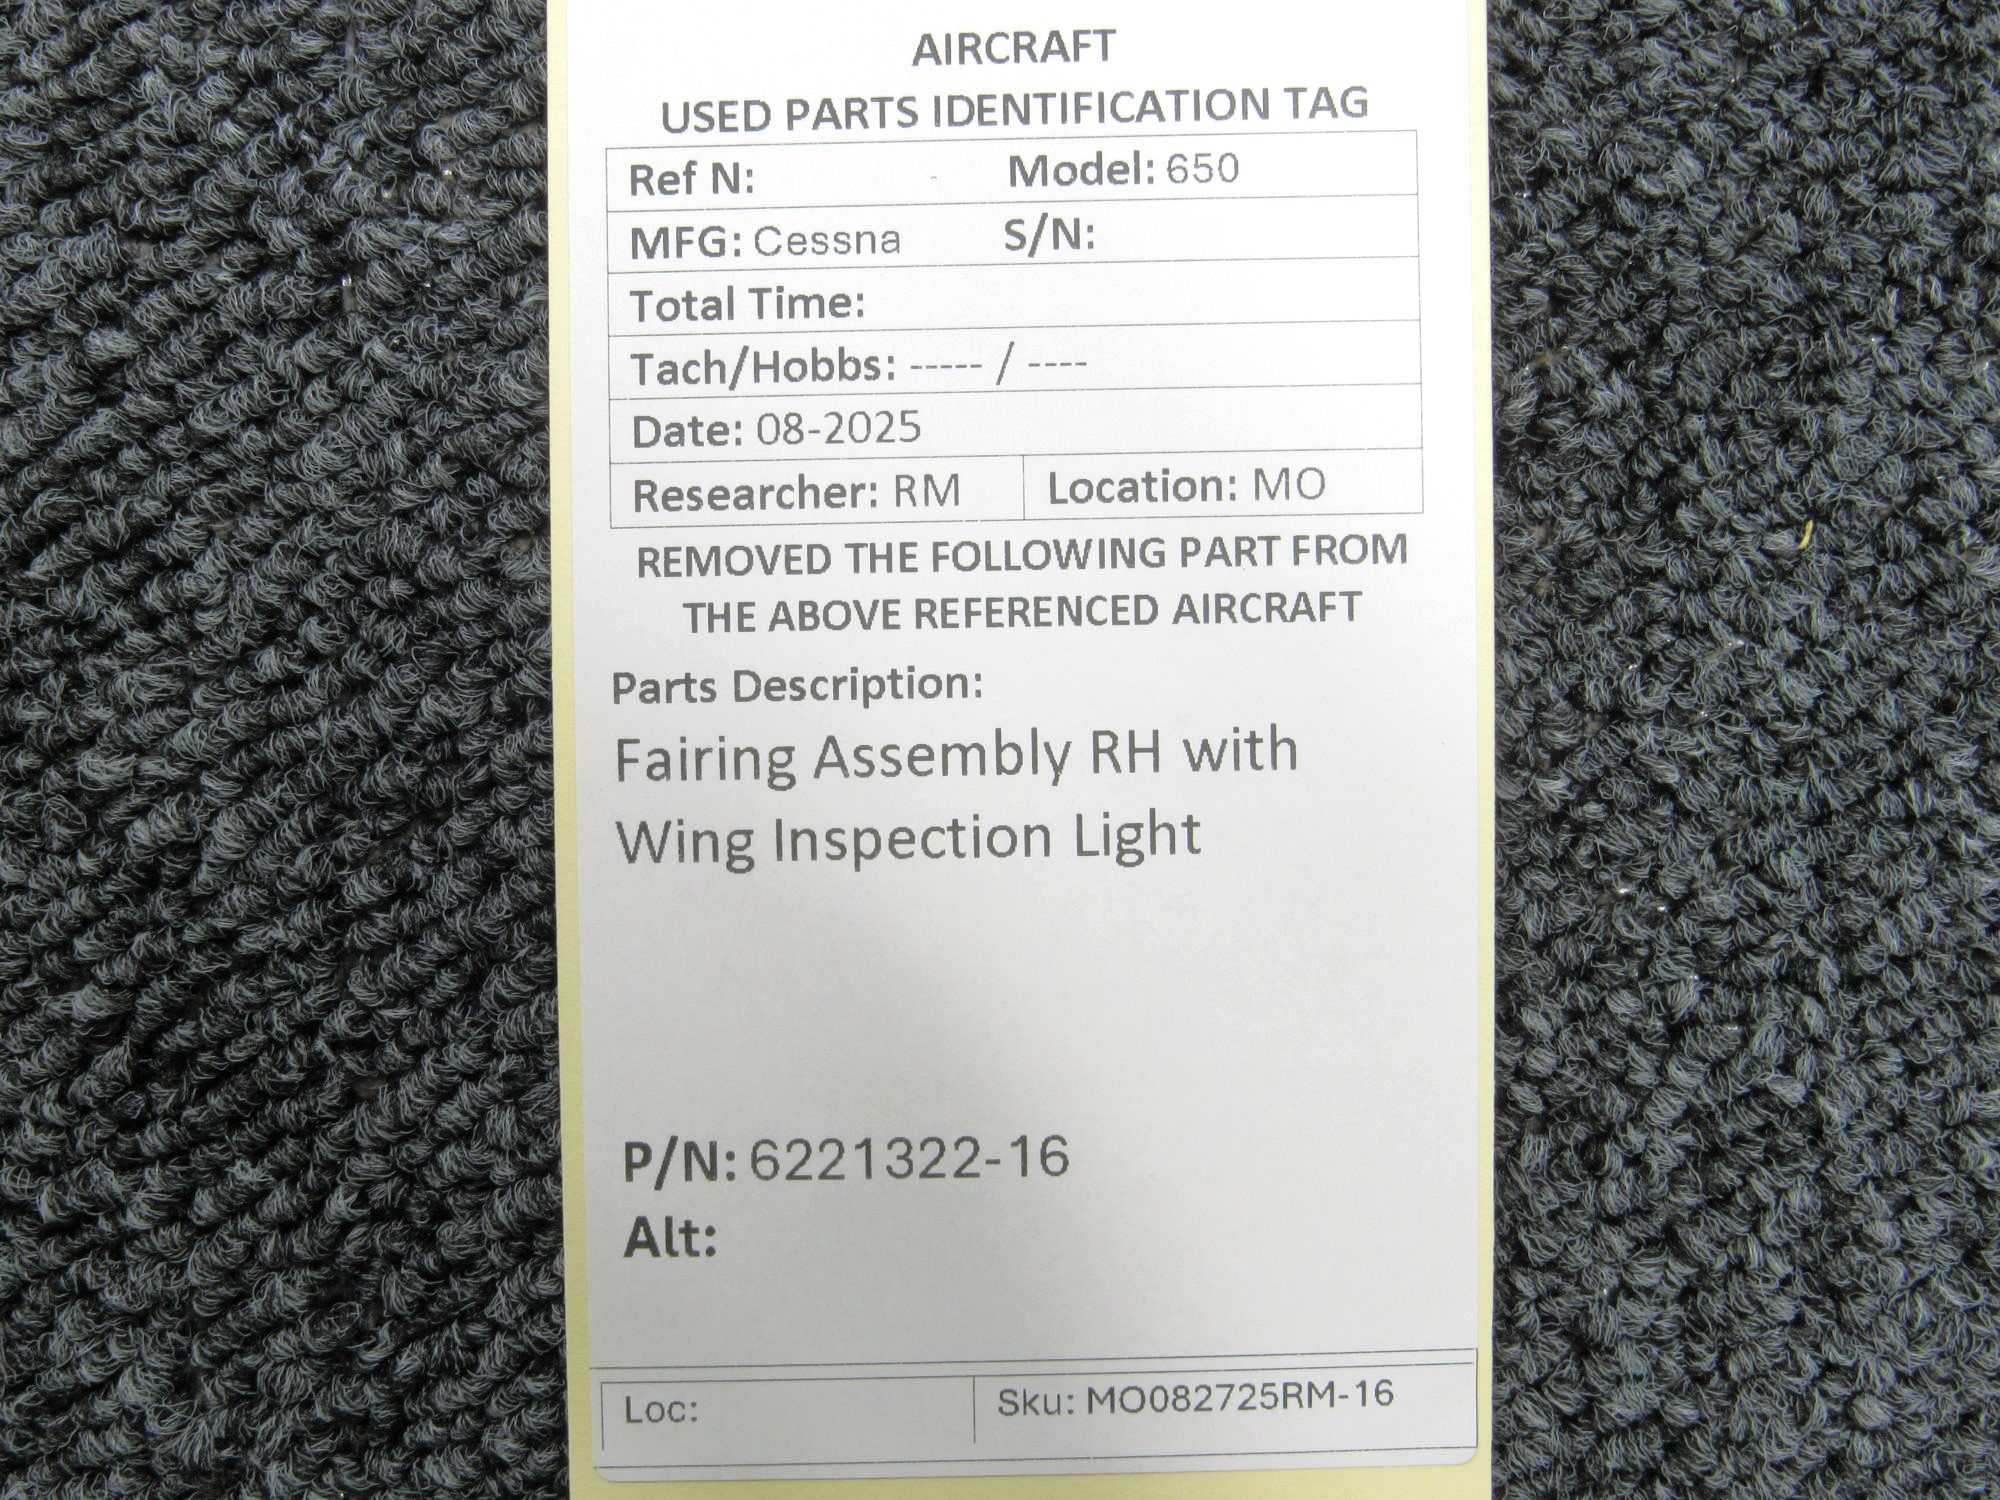 AIRCRAFT
USED PARTS IDENTIFICATION TAG
Ref N: Model: 650
MFG: Cessna S/N:
Total Time:
Tach/Hobbs: ----- / ----
Date: 08-2025
Researcher: RM Location: MO
REMOVED THE FOLLOWING PART FROM
THE ABOVE REFERENCED AIRCRAFT
Parts Description:
Fairing Assembly RH with
Wing Inspection Light
P/N: 6221322-16
Alt:
Loc: Sku: MO082725RM-16